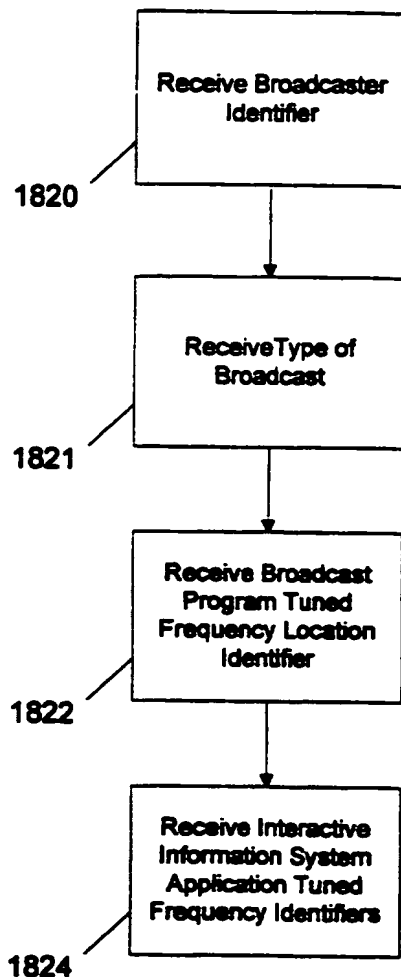 Receive Broadcaster
Identifier
1820
ReceiveType of
Broadcast
1821
Receive Broadcast
Program Tuned
Frequency Location
Identifier
1822
Receive Interactive
Information System
Application Tuned
Frequency Identifiers
1824